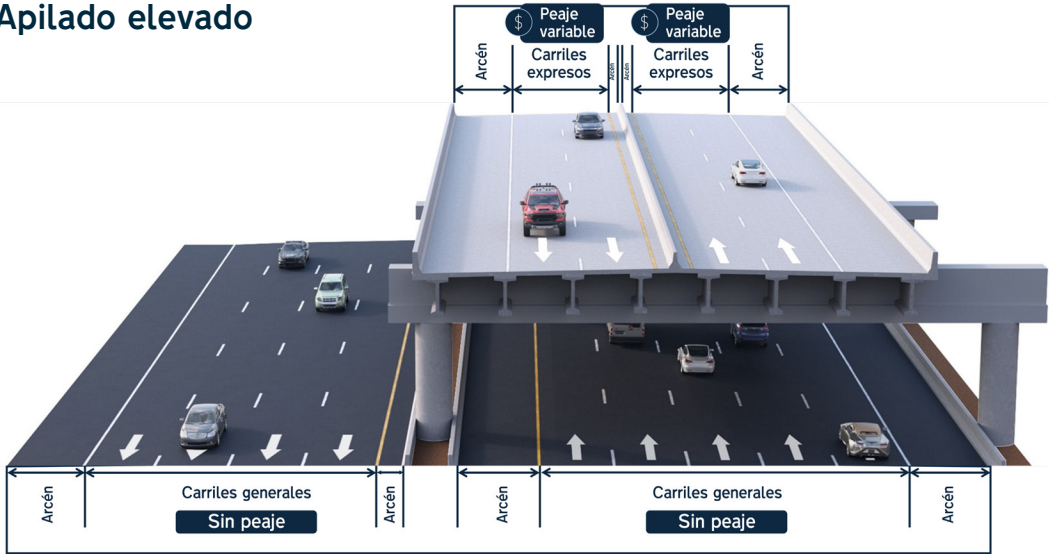 Apilado elevado
$ Peaje
variable
$ Peaje
variable
Arcén
Carriles
expresos
Arcén
Arcén
Carriles
expresos
Arcén
Arcén
Carriles generales
Sin peaje
Arcén
Arcén
Carriles generales
Sin peaje
Arcén